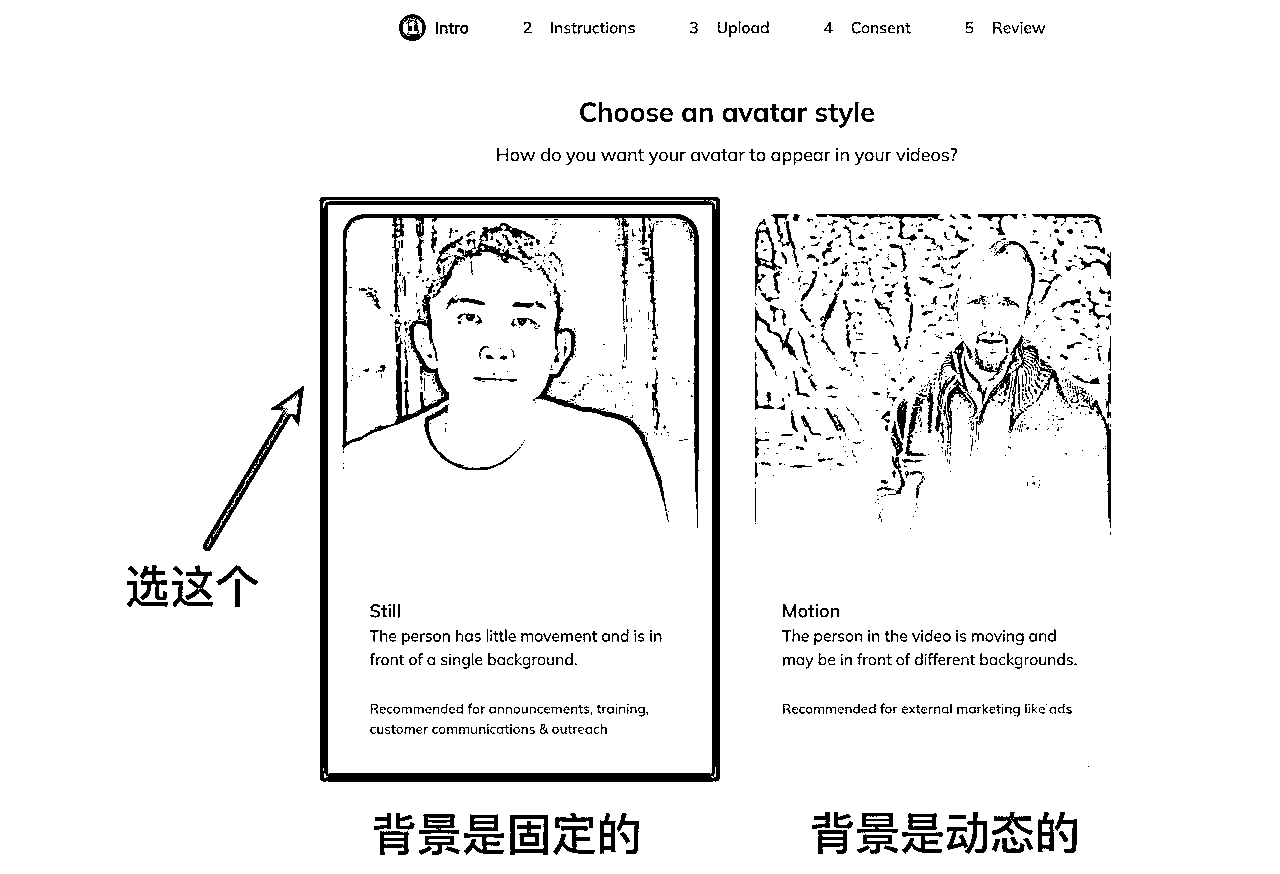 1 Intro 2 Instructions 3 Upload 4 Consent 5 Review
Choose an avatar style
How do you want your avatar to appear in your videos?
选这个
Still
The person has little movement and is in
front of a single background.
Recommended for announcements, training,
customer communications & outreach
Motion
The person in the video is moving and
may be in front of different backgrounds.
Recommended for external marketing like ads
背景是固定的
背景是动态的